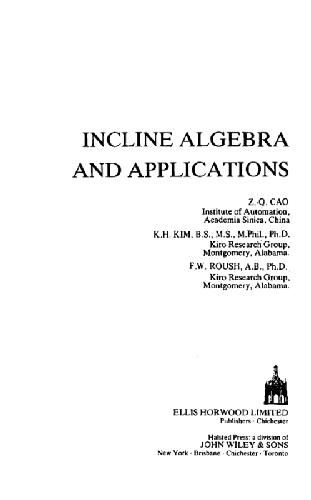 INCLINE ALGEBRA
AND APPLICATIONS
Z.-Q. CAO
Institute of Automation,
Academia Sinica, China
K.H. KIM, B.S., M.S., M.Phil., Ph.D.
Kiro Research Group,
Montgomery, Alabama.
F.W. ROUSH, A.B., Ph.D.
Kiro Research Group,
Montgomery, Alabama.
ELLIS HORWOOD LIMITED
Publishers · Chichester
Halsted Press: a division of
JOHN WILEY & SONS
New York · Brisbane · Chichester · Toronto